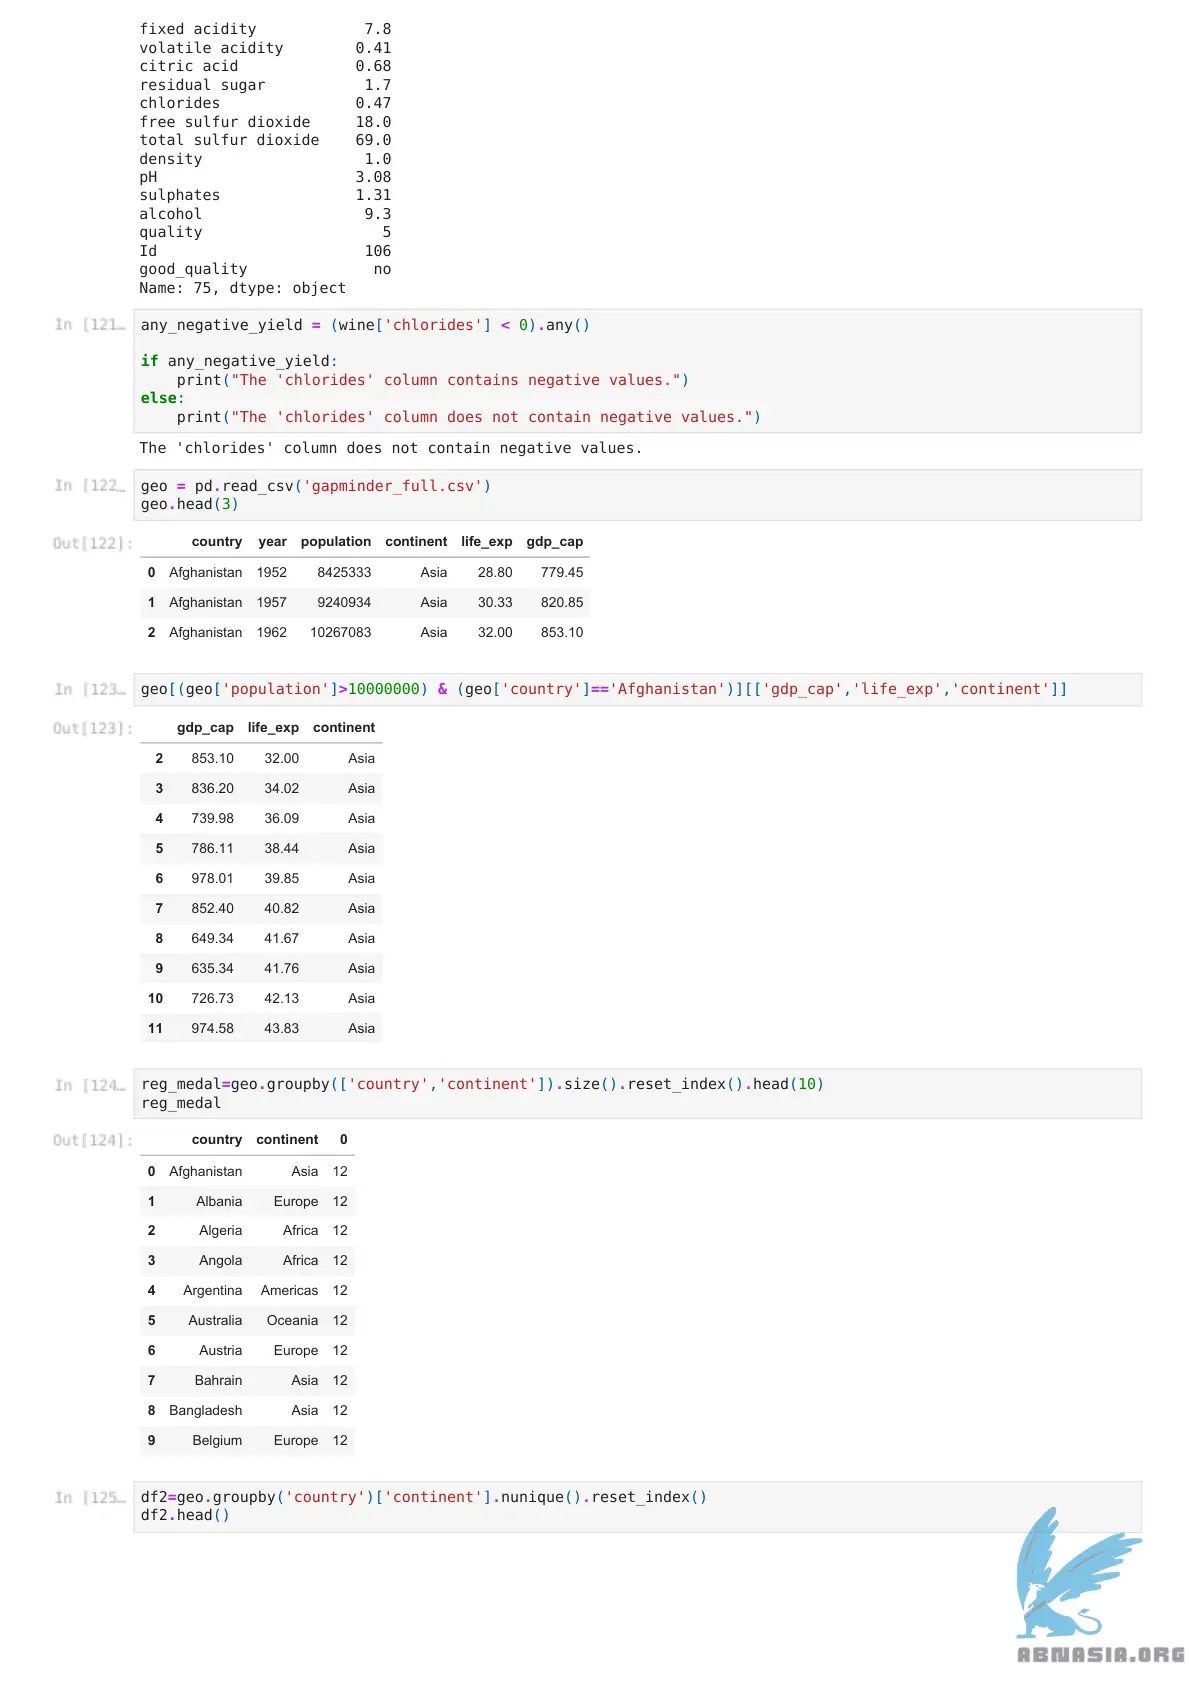 fixed acidity 7.8
volatile acidity 0.41
citric acid 0.68
residual sugar 1.7
chlorides 0.47
free sulfur dioxide 18.0
total sulfur dioxide 69.0
density 1.0
pH 3.08
sulphates 1.31
alcohol 9.3
quality 5
Id 106
good_quality no
Name: 75, dtype: object
In [121… any_negative_yield = (wine['chlorides'] < 0).any()
if any_negative_yield:
    print("The 'chlorides' column contains negative values.")
else:
    print("The 'chlorides' column does not contain negative values.")
The 'chlorides' column does not contain negative values.
In [122… geo = pd.read_csv('gapminder_full.csv')
geo.head(3)
Out[122]: country year population continent life_exp gdp_cap
0 Afghanistan 1952 8425333 Asia 28.80 779.45
1 Afghanistan 1957 9240934 Asia 30.33 820.85
2 Afghanistan 1962 10267083 Asia 32.00 853.10
In [123… geo[(geo['population']>10000000) & (geo['country']=='Afghanistan')][['gdp_cap','life_exp','continent']]
Out[123]: gdp_cap life_exp continent
2 853.10 32.00 Asia
3 836.20 34.02 Asia
4 739.98 36.09 Asia
5 786.11 38.44 Asia
6 978.01 39.85 Asia
7 852.40 40.82 Asia
8 649.34 41.67 Asia
9 635.34 41.76 Asia
10 726.73 42.13 Asia
11 974.58 43.83 Asia
In [124… reg_medal=geo.groupby(['country','continent']).size().reset_index().head(10)
reg_medal
Out[124]: country continent 0
0 Afghanistan Asia 12
1 Albania Europe 12
2 Algeria Africa 12
3 Angola Africa 12
4 Argentina Americas 12
5 Australia Oceania 12
6 Austria Europe 12
7 Bahrain Asia 12
8 Bangladesh Asia 12
9 Belgium Europe 12
In [125… df2=geo.groupby('country')['continent'].nunique().reset_index()
df2.head()
ABNASIA.ORG